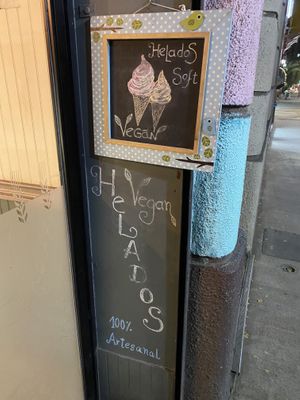 Helados
Soft
Vegan
Vegan
HELADOS
100%
Artesanal